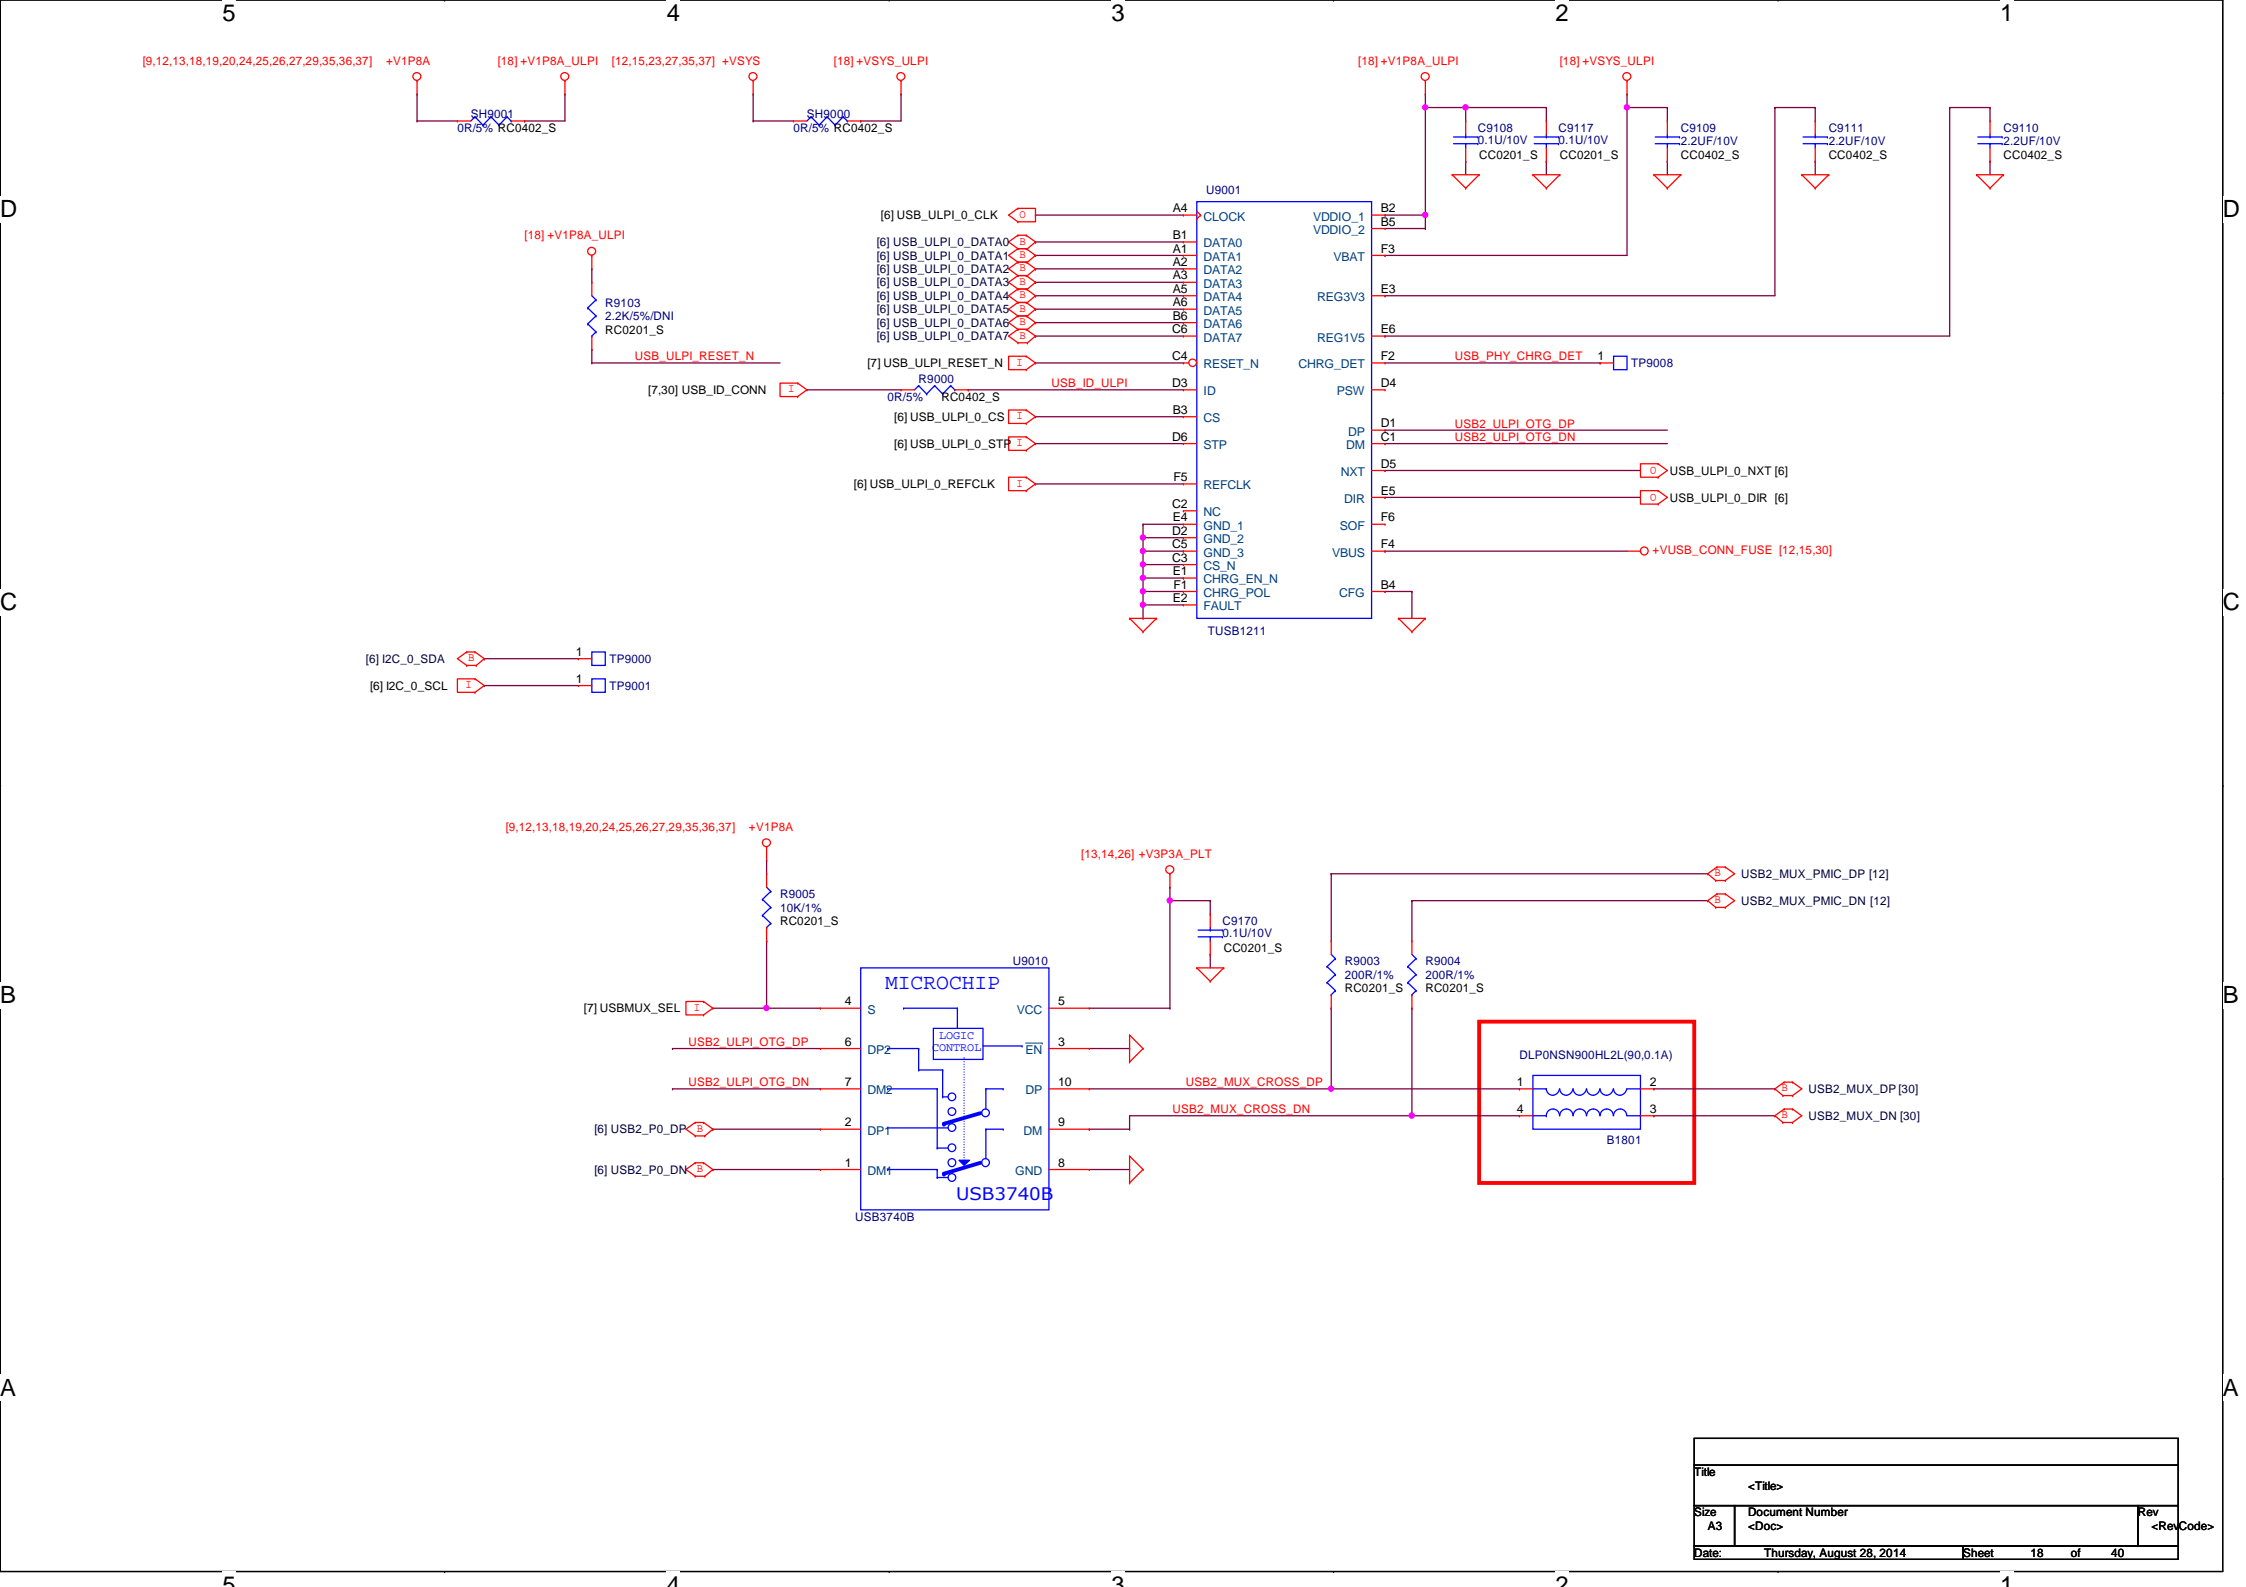 5 4 3 2 1
[9,12,13,18,19,20,24,25,26,27,29,35,36,37] +V1P8A
[18] +V1P8A_ULPI
[12,15,23,27,35,37] +VSYS
[18] +VSYS_ULPI
[18] +V1P8A_ULPI
[18] +VSYS_ULPI
SH9001
0R/5% RC0402_S
SH9000
0R/5% RC0402_S
C9108
0.1U/10V
CC0201_S
C9117
0.1U/10V
CC0201_S
C9109
2.2UF/10V
CC0402_S
C9111
2.2UF/10V
CC0402_S
C9110
2.2UF/10V
CC0402_S
D
D
U9001
[6] USB_ULPI_0_CLK O A4 CLOCK
[6] USB_ULPI_0_DATA0 B B1 DATA0
[6] USB_ULPI_0_DATA1 B A1 DATA1
[6] USB_ULPI_0_DATA2 B A2 DATA2
[6] USB_ULPI_0_DATA3 B A3 DATA3
[6] USB_ULPI_0_DATA4 B A5 DATA4
[6] USB_ULPI_0_DATA5 B A6 DATA5
[6] USB_ULPI_0_DATA6 B B6 DATA6
[6] USB_ULPI_0_DATA7 B C6 DATA7
[7] USB_ULPI_RESET_N I C4 RESET_N
[7,30] USB_ID_CONN I R9000 USB_ID_ULPI D3 ID
0R/5% RC0402_S
[6] USB_ULPI_0_CS I B3 CS
[6] USB_ULPI_0_STP I D6 STP
[6] USB_ULPI_0_REFCLK I F5 REFCLK
C2 NC
E4 GND_1
D2 GND_2
C5 GND_3
C3 CS_N
E1 CHRG_EN_N
F1 CHRG_POL
E2 FAULT
VDDIO_1 B2
VDDIO_2 B5
VBAT F3
REG3V3 E3
REG1V5 E6
CHRG_DET F2 USB_PHY_CHRG_DET 1 TP9008
PSW D4
DP D1 USB2_ULPI_OTG_DP
DM C1 USB2_ULPI_OTG_DN
NXT D5 O USB_ULPI_0_NXT [6]
DIR E5 O USB_ULPI_0_DIR [6]
SOF F6
VBUS F4 +VUSB_CONN_FUSE [12,15,30]
CFG B4
TUSB1211
[18] +V1P8A_ULPI
R9103
2.2K/5%/DNI
RC0201_S
USB_ULPI_RESET_N
C
C
[6] I2C_0_SDA B 1 TP9000
[6] I2C_0_SCL I 1 TP9001
[9,12,13,18,19,20,24,25,26,27,29,35,36,37] +V1P8A
R9005
10K/1%
RC0201_S
[13,14,26] +V3P3A_PLT
C9170
0.1U/10V
CC0201_S
B USB2_MUX_PMIC_DP [12]
B USB2_MUX_PMIC_DN [12]
R9003
200R/1%
RC0201_S
R9004
200R/1%
RC0201_S
B
B
U9010
MICROCHIP
[7] USBMUX_SEL I 4 S
USB2_ULPI_OTG_DP 6 DP2
USB2_ULPI_OTG_DN 7 DM2
[6] USB2_P0_DP B 2 DP1
[6] USB2_P0_DN B 1 DM1
LOGIC
CONTROL
VCC 5
EN 3
DP 10 USB2_MUX_CROSS_DP
DM 9 USB2_MUX_CROSS_DN
GND 8
USB3740B
USB3740B
DLP0NSN900HL2L(90,0.1A)
1 2 B USB2_MUX_DP [30]
4 3 B USB2_MUX_DN [30]
B1801
A
A
Title
<Title>
Size Document Number Rev
A3 <Doc> <RevCode>
Date: Thursday, August 28, 2014 Sheet 18 of 40
5 4 3 2 1